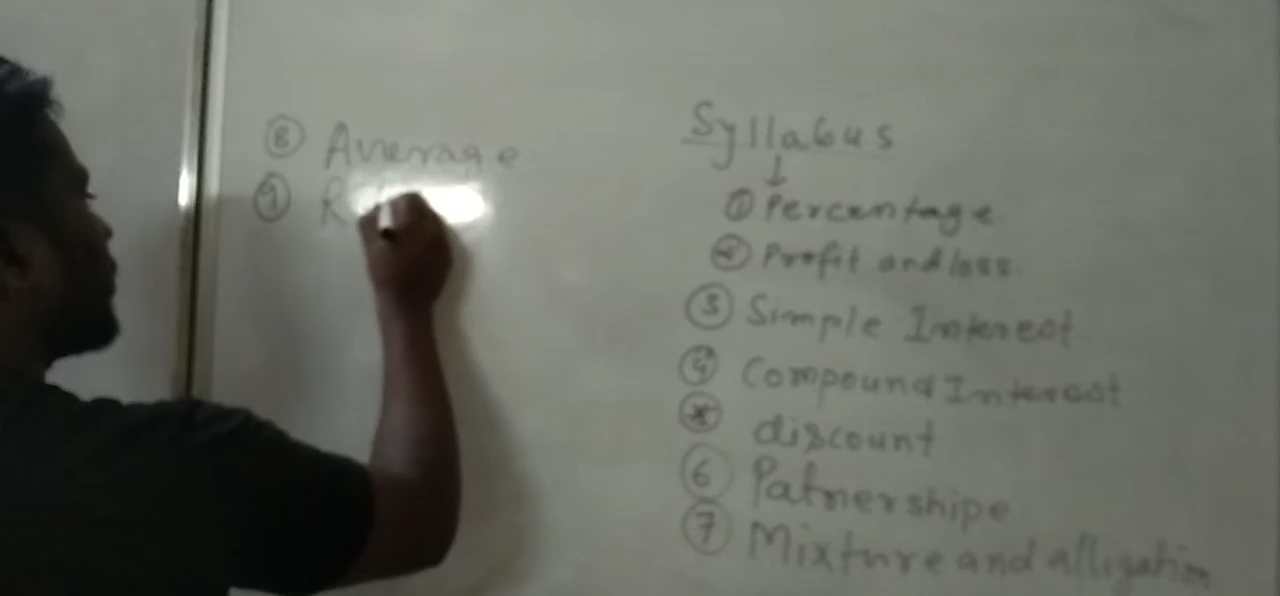 Syllabus
↓
① Percentage
② Profit and loss
③ Simple Interest
④ Compound Interest
discount
⑥ Patnershipe
⑦ Mixture and alligation
⑧ Average
⑨